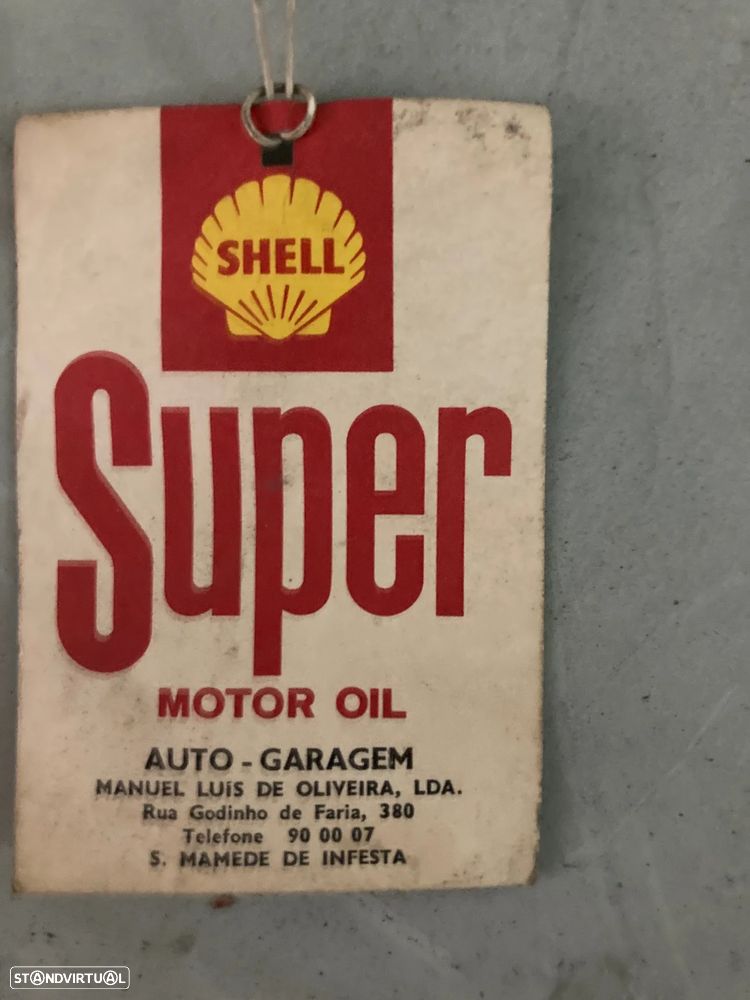 SHELL
Super
MOTOR OIL
AUTO - GARAGEM
MANUEL LUÍS DE OLIVEIRA, LDA.
Rua Godinho de Faria, 380
Telefone 90 00 07
S. MAMEDE DE INFESTA
STANDVIRTUAL